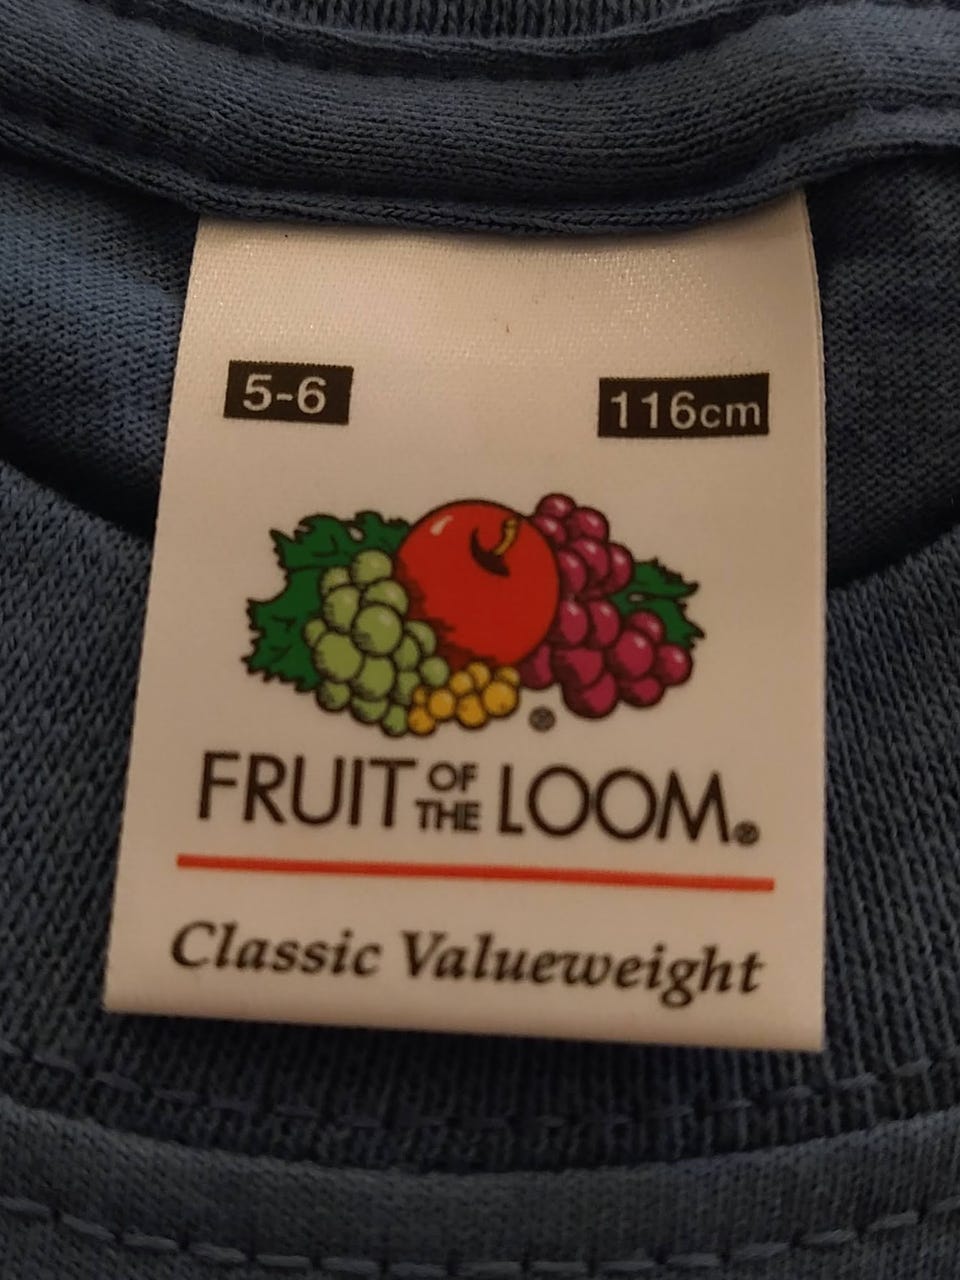 5-6 116cm
®
FRUIT OF THE LOOM®
Classic Valueweight